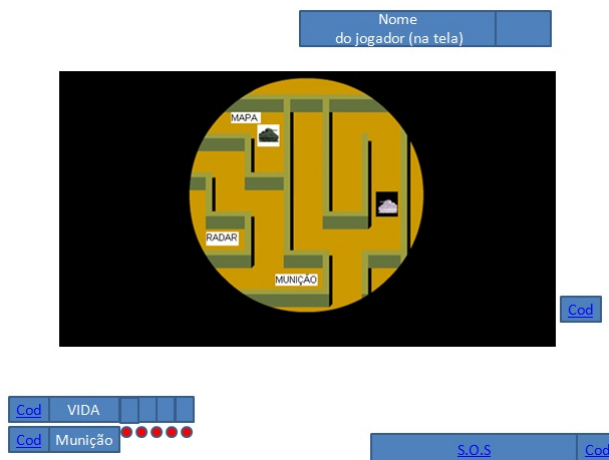 Nome
do jogador (na tela)
MAPA
RADAR
MUNIÇÃO
Cod
Cod VIDA
Cod Munição
S.O.S Cod